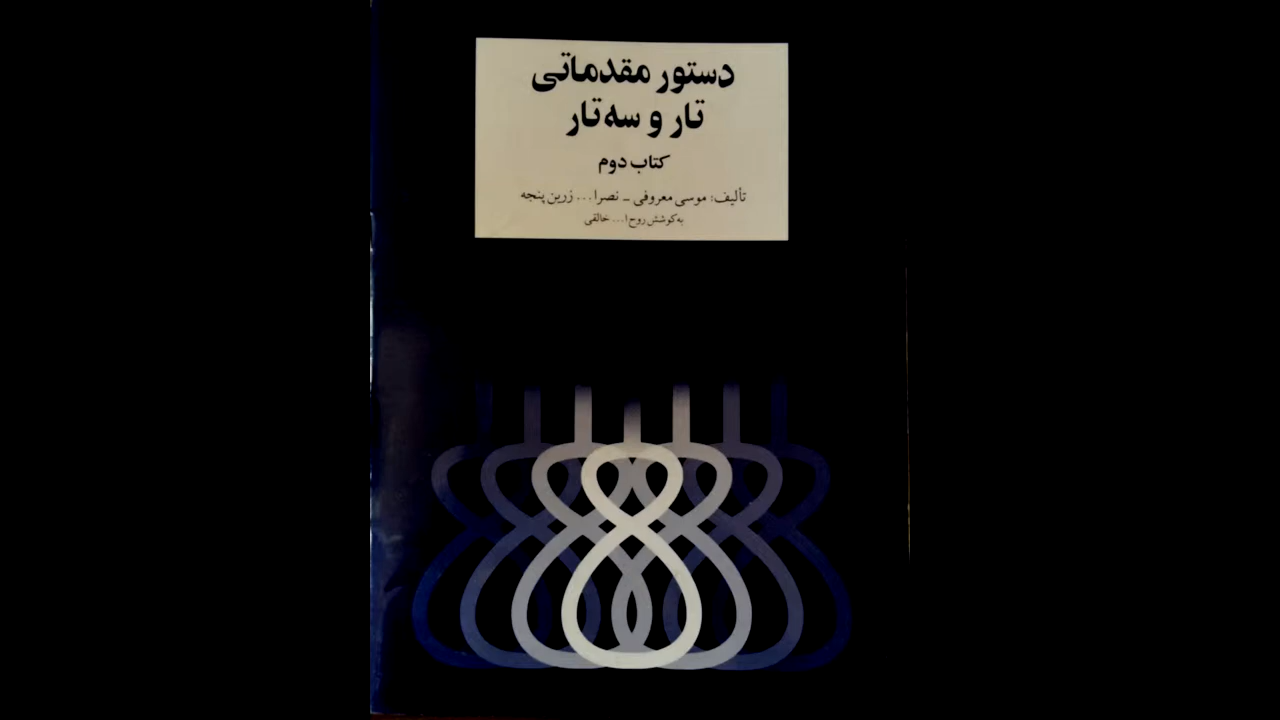 دستور مقدماتی
تار و سه‌تار
کتاب دوم
تألیف: موسی معروفی ـ نصرا... زرین پنجه
به‌کوشش روح ا... خالقی